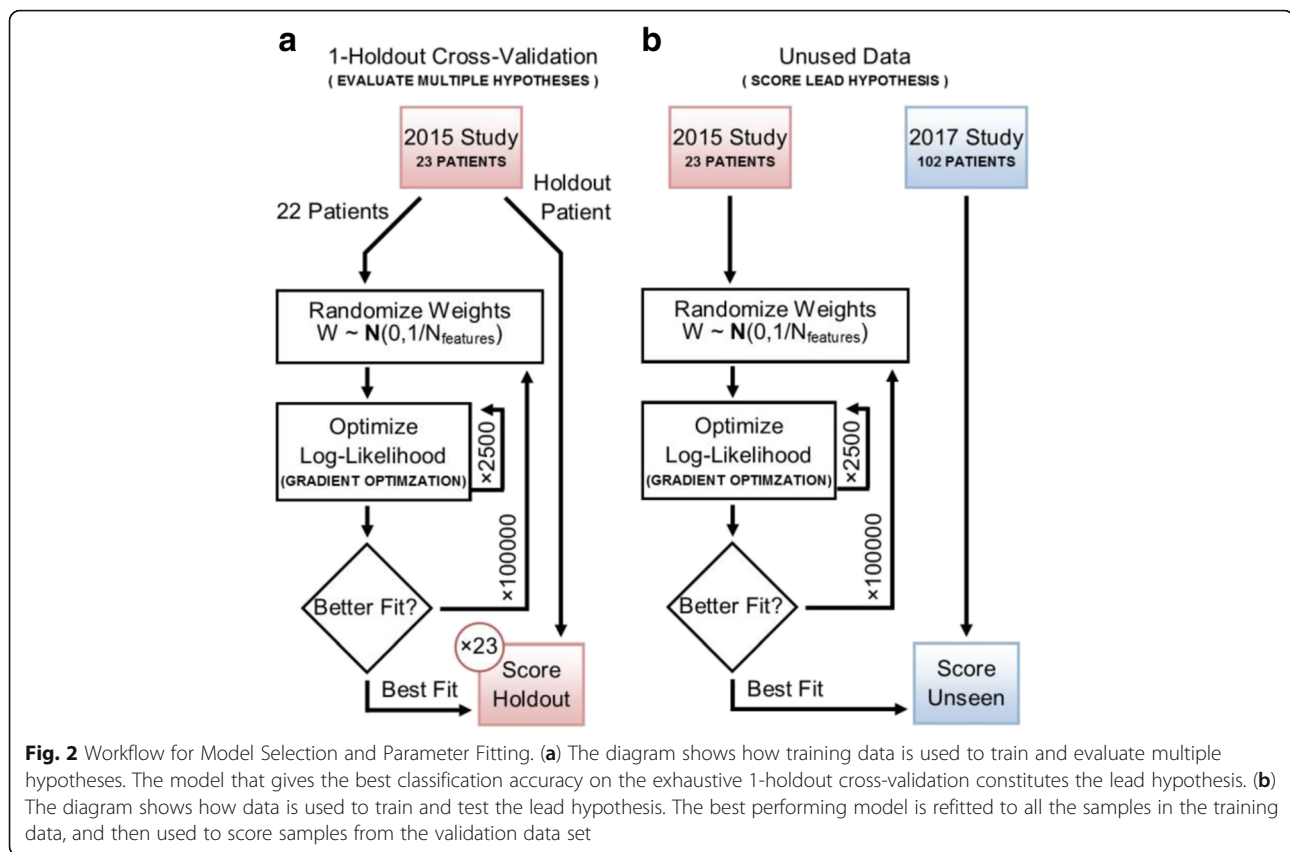 a
1-Holdout Cross-Validation
( EVALUATE MULTIPLE HYPOTHESES )
2015 Study
23 PATIENTS
22 Patients
Holdout
Patient
Randomize Weights
W ~ N(0,1/Nfeatures)
Optimize
Log-Likelihood
(GRADIENT OPTIMZATION)
×2500
×100000
Better Fit?
×23
Score
Holdout
Best Fit
b
Unused Data
( SCORE LEAD HYPOTHESIS )
2015 Study
23 PATIENTS
2017 Study
102 PATIENTS
Randomize Weights
W ~ N(0,1/Nfeatures)
Optimize
Log-Likelihood
(GRADIENT OPTIMZATION)
×2500
×100000
Better Fit?
Best Fit
Score
Unseen
Fig. 2 Workflow for Model Selection and Parameter Fitting. (a) The diagram shows how training data is used to train and evaluate multiple
hypotheses. The model that gives the best classification accuracy on the exhaustive 1-holdout cross-validation constitutes the lead hypothesis. (b)
The diagram shows how data is used to train and test the lead hypothesis. The best performing model is refitted to all the samples in the training
data, and then used to score samples from the validation data set